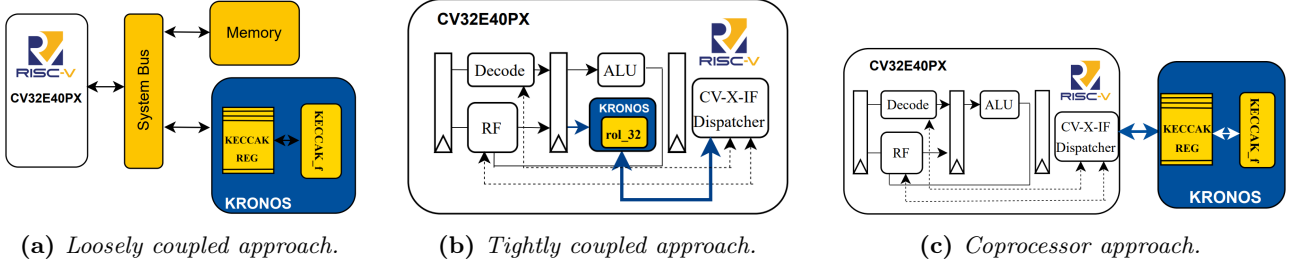 RISC-V
CV32E40PX
System Bus
Memory
KECCAK
REG
KECCAK_f
KRONOS
(a) Loosely coupled approach.
CV32E40PX
RISC-V
Decode
ALU
RF
KRONOS
rol_32
CV-X-IF
Dispatcher
(b) Tightly coupled approach.
CV32E40PX
RISC-V
Decode
ALU
RF
CV-X-IF
Dispatcher
KECCAK
REG
KECCAK_f
KRONOS
(c) Coprocessor approach.